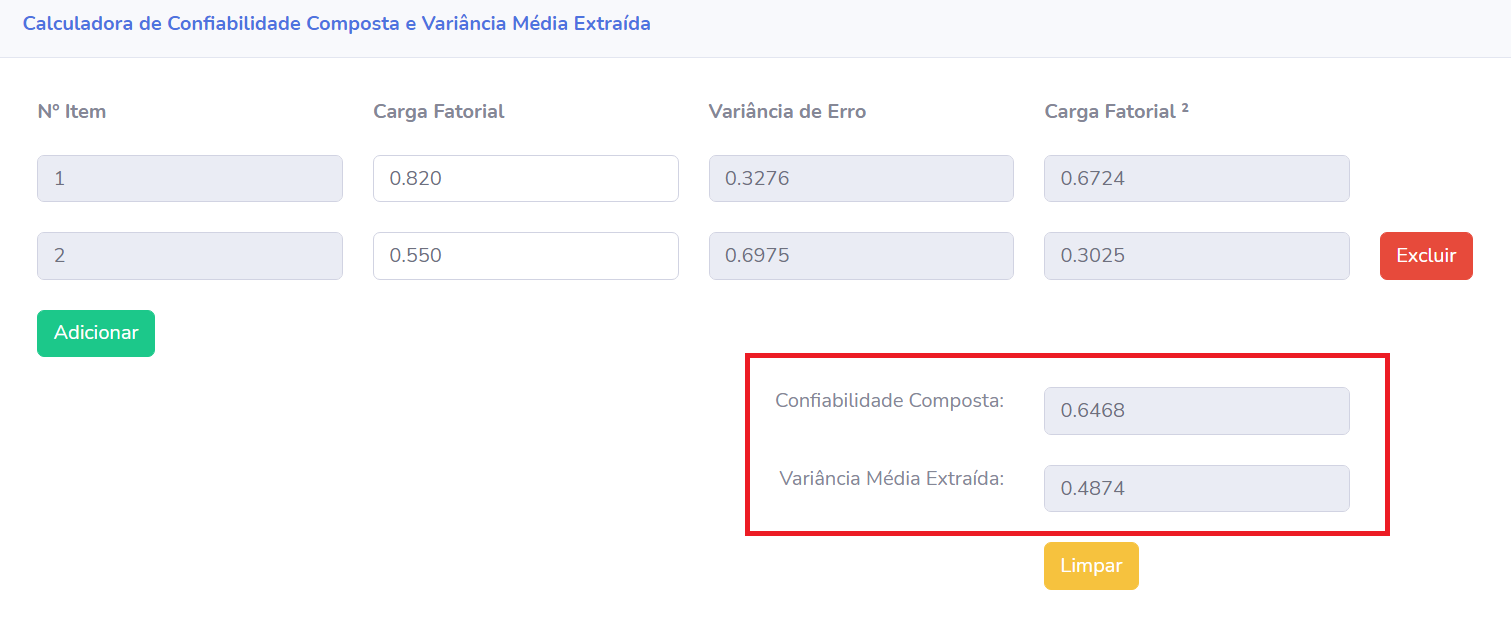 Calculadora de Confiabilidade Composta e Variância Média Extraída
Nº Item Carga Fatorial Variância de Erro Carga Fatorial ²
1 0.820 0.3276 0.6724
2 0.550 0.6975 0.3025 Excluir
Adicionar
Confiabilidade Composta: 0.6468
Variância Média Extraída: 0.4874
Limpar